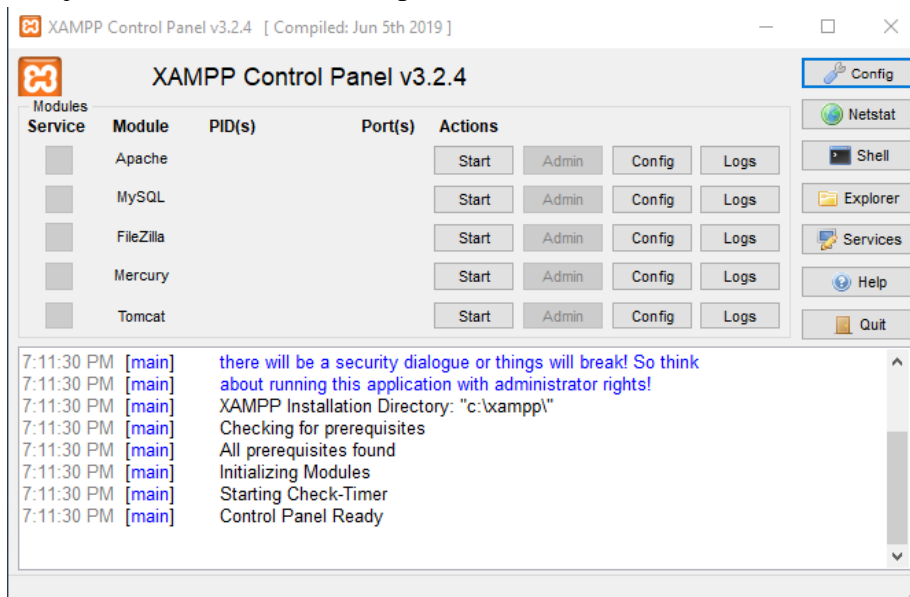 XAMPP Control Panel v3.2.4 [ Compiled: Jun 5th 2019 ]
XAMPP Control Panel v3.2.4
Config
Modules
Service Module PID(s) Port(s) Actions
Netstat
Apache Start Admin Config Logs
Shell
MySQL Start Admin Config Logs
Explorer
FileZilla Start Admin Config Logs
Services
Mercury Start Admin Config Logs
Help
Tomcat Start Admin Config Logs
Quit
7:11:30 PM [main] there will be a security dialogue or things will break! So think
7:11:30 PM [main] about running this application with administrator rights!
7:11:30 PM [main] XAMPP Installation Directory: "c:\xampp\"
7:11:30 PM [main] Checking for prerequisites
7:11:30 PM [main] All prerequisites found
7:11:30 PM [main] Initializing Modules
7:11:30 PM [main] Starting Check-Timer
7:11:30 PM [main] Control Panel Ready